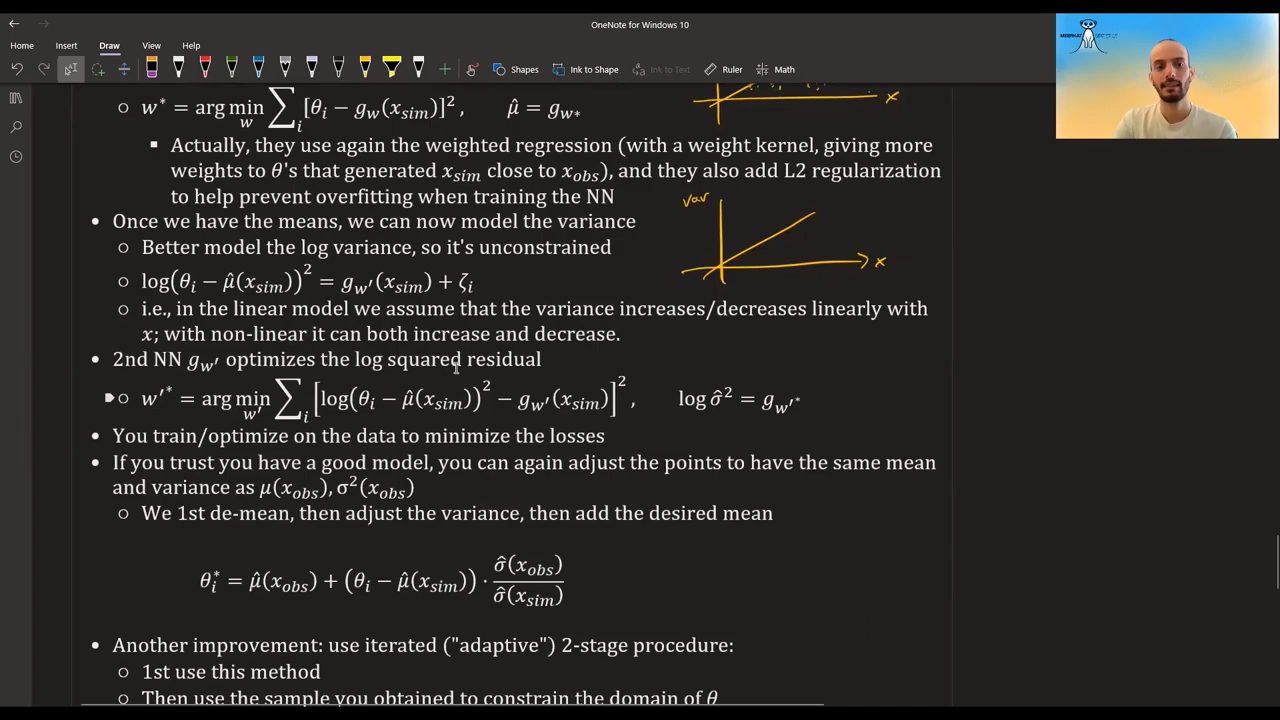 OneNote for Windows 10
Home Insert Draw View Help
Shapes Ink to Shape Ink to Text Ruler Math
○ w* = arg min_w ∑_i [θ_i − g_w(x_sim)]², μ̂ = g_w*
x
▪ Actually, they use again the weighted regression (with a weight kernel, giving more
weights to θ's that generated x_sim close to x_obs), and they also add L2 regularization
to help prevent overfitting when training the NN
var
• Once we have the means, we can now model the variance
○ Better model the log variance, so it's unconstrained
x
○ log(θ_i − μ̂(x_sim))² = g_w′(x_sim) + ζ_i
○ i.e., in the linear model we assume that the variance increases/decreases linearly with
x; with non-linear it can both increase and decrease.
• 2nd NN g_w′ optimizes the log squared residual
○ w′* = arg min_w′ ∑_i [log(θ_i − μ̂(x_sim))² − g_w′(x_sim)]², log σ̂² = g_w′*
• You train/optimize on the data to minimize the losses
• If you trust you have a good model, you can again adjust the points to have the same mean
and variance as μ(x_obs), σ²(x_obs)
○ We 1st de-mean, then adjust the variance, then add the desired mean
θ_i* = μ̂(x_obs) + (θ_i − μ̂(x_sim)) · σ̂(x_obs)/σ̂(x_sim)
• Another improvement: use iterated ("adaptive") 2-stage procedure:
○ 1st use this method
○ Then use the sample you obtained to constrain the domain of θ